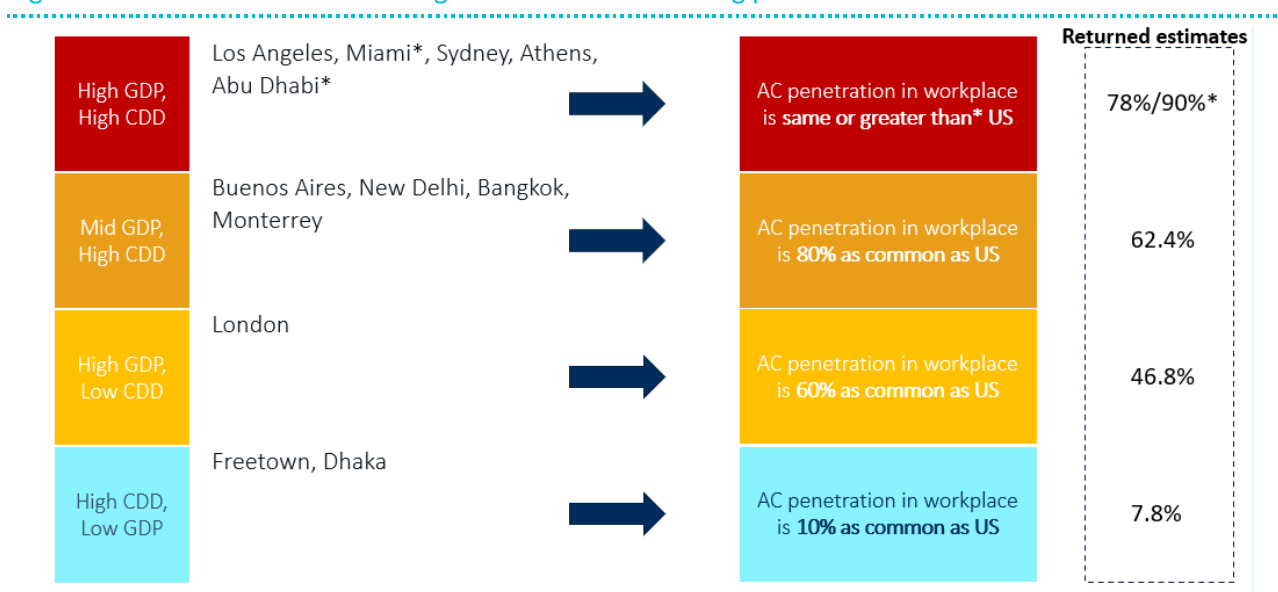 Returned estimates
High GDP,
High CDD
Los Angeles, Miami*, Sydney, Athens,
Abu Dhabi*
AC penetration in workplace
is same or greater than* US
78%/90%*
Mid GDP,
High CDD
Buenos Aires, New Delhi, Bangkok,
Monterrey
AC penetration in workplace
is 80% as common as US
62.4%
High GDP,
Low CDD
London
AC penetration in workplace
is 60% as common as US
46.8%
High CDD,
Low GDP
Freetown, Dhaka
AC penetration in workplace
is 10% as common as US
7.8%